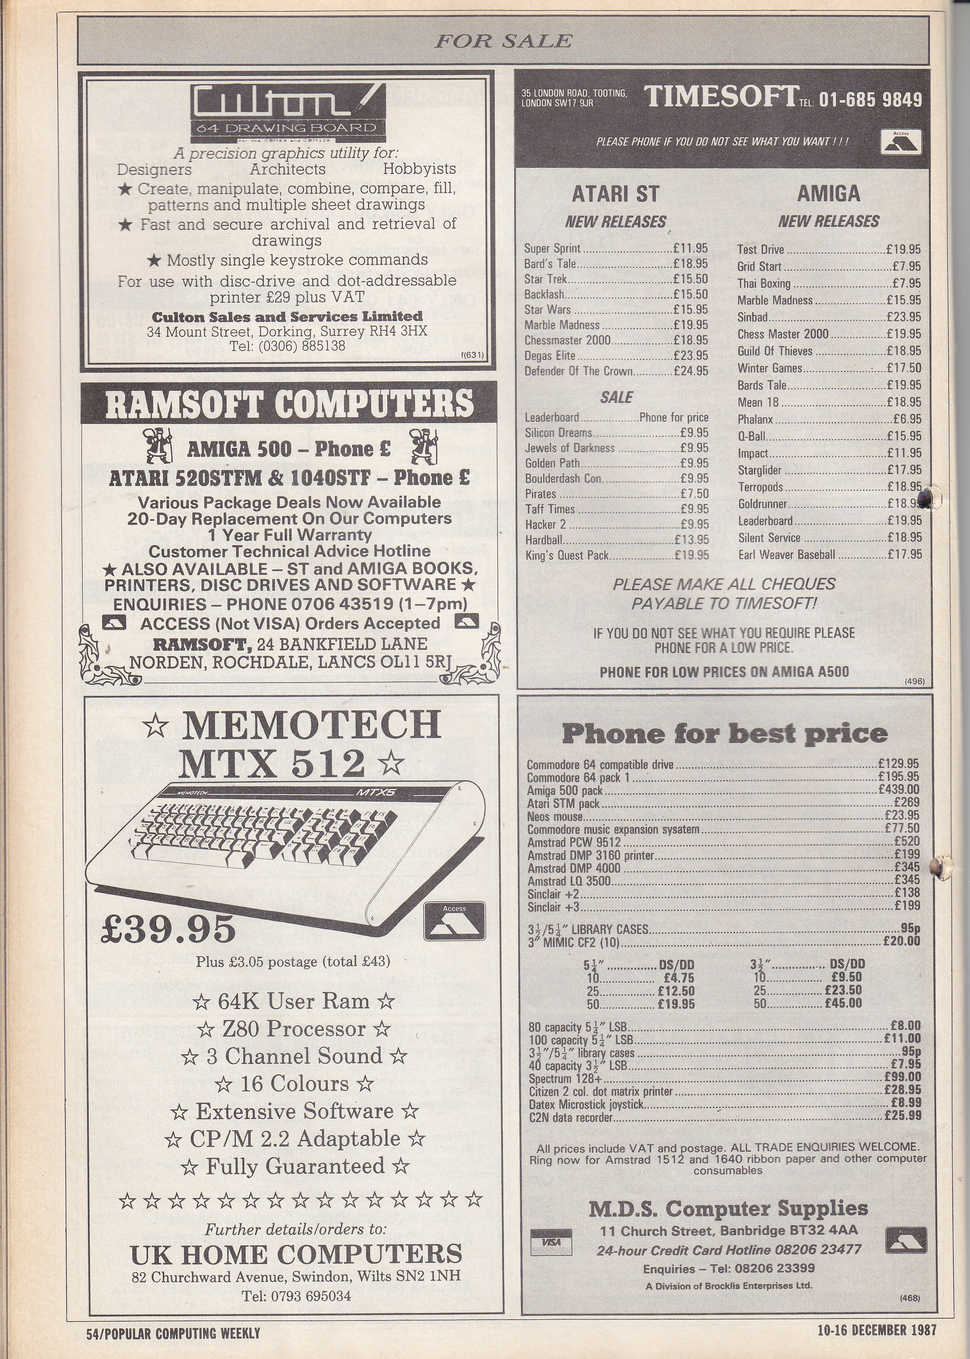 FOR SALE
Culton
64 DRAWING BOARD
A precision graphics utility for:
Designers Architects Hobbyists
★ Create, manipulate, combine, compare, fill,
patterns and multiple sheet drawings
★ Fast and secure archival and retrieval of
drawings
★ Mostly single keystroke commands
For use with disc-drive and dot-addressable
printer £29 plus VAT
Culton Sales and Services Limited
34 Mount Street, Dorking, Surrey RH4 3HX
Tel: (0306) 885138
f(631)
RAMSOFT COMPUTERS
AMIGA 500 – Phone £
ATARI 520STFM & 1040STF – Phone £
Various Package Deals Now Available
20-Day Replacement On Our Computers
1 Year Full Warranty
Customer Technical Advice Hotline
★ ALSO AVAILABLE – ST and AMIGA BOOKS,
PRINTERS, DISC DRIVES AND SOFTWARE ★
ENQUIRIES – PHONE 0706 43519 (1–7pm)
ACCESS (Not VISA) Orders Accepted
RAMSOFT, 24 BANKFIELD LANE
NORDEN, ROCHDALE, LANCS OL11 5RJ
☆ MEMOTECH
MTX 512 ☆
MEMOTECH MTX5
£39.95
Access
Plus £3.05 postage (total £43)
☆ 64K User Ram ☆
☆ Z80 Processor ☆
☆ 3 Channel Sound ☆
☆ 16 Colours ☆
☆ Extensive Software ☆
☆ CP/M 2.2 Adaptable ☆
☆ Fully Guaranteed ☆
☆ ☆ ☆ ☆ ☆ ☆ ☆ ☆ ☆ ☆ ☆ ☆ ☆ ☆ ☆ ☆
Further details/orders to:
UK HOME COMPUTERS
82 Churchward Avenue, Swindon, Wilts SN2 1NH
Tel: 0793 695034
35 LONDON ROAD, TOOTING,
LONDON SW17 9JR
TIMESOFT TEL 01-685 9849
PLEASE PHONE IF YOU DO NOT SEE WHAT YOU WANT ! ! !
Access
ATARI ST
NEW RELEASES
Super Sprint £11.95
Bard's Tale £18.95
Star Trek £15.50
Backlash £15.50
Star Wars £15.95
Marble Madness £19.95
Chessmaster 2000 £18.95
Degas Elite £23.95
Defender Of The Crown £24.95
SALE
Leaderboard Phone for price
Silicon Dreams £9.95
Jewels of Darkness £9.95
Golden Path £9.95
Boulderdash Con. £9.95
Pirates £7.50
Taff Times £9.95
Hacker 2 £9.95
Hardball £13.95
King's Quest Pack £19.95
AMIGA
NEW RELEASES
Test Drive £19.95
Grid Start £7.95
Thai Boxing £7.95
Marble Madness £15.95
Sinbad £23.95
Chess Master 2000 £19.95
Guild Of Thieves £18.95
Winter Games £17.50
Bards Tale £19.95
Mean 18 £18.95
Phalanx £6.95
Q-Ball £15.95
Impact £11.95
Starglider £17.95
Terropods £18.95
Goldrunner £18.9
Leaderboard £19.95
Silent Service £18.95
Earl Weaver Baseball £17.95
PLEASE MAKE ALL CHEQUES
PAYABLE TO TIMESOFT!
IF YOU DO NOT SEE WHAT YOU REQUIRE PLEASE
PHONE FOR A LOW PRICE.
PHONE FOR LOW PRICES ON AMIGA A500
(496)
Phone for best price
Commodore 64 compatible drive £129.95
Commodore 64 pack 1 £195.95
Amiga 500 pack £439.00
Atari STM pack £269
Neos mouse £23.95
Commodore music expansion sysatem £77.50
Amstrad PCW 9512 £520
Amstrad DMP 3160 printer £199
Amstrad DMP 4000 £345
Amstrad LQ 3500 £345
Sinclair +2 £138
Sinclair +3 £199
3½/5¼" LIBRARY CASES 95p
3" MIMIC CF2 (10) £20.00
5¼" DS/DD
10 £4.75
25 £12.50
50 £19.95
3½" DS/DD
10 £9.50
25 £23.50
50 £45.00
80 capacity 5¼" LSB £8.00
100 capacity 5¼" LSB £11.00
3½"/5¼" library cases 95p
40 capacity 3½" LSB £7.95
Spectrum 128+ £99.00
Citizen 2 col. dot matrix printer £28.95
Datex Microstick joystick £8.99
C2N data recorder £25.99
All prices include VAT and postage. ALL TRADE ENQUIRIES WELCOME.
Ring now for Amstrad 1512 and 1640 ribbon paper and other computer
consumables
M.D.S. Computer Supplies
VISA
11 Church Street, Banbridge BT32 4AA
24-hour Credit Card Hotline 08206 23477
Enquiries – Tel: 08206 23399
A Division of Brocklis Enterprises Ltd.
(468)
54/POPULAR COMPUTING WEEKLY
10-16 DECEMBER 1987